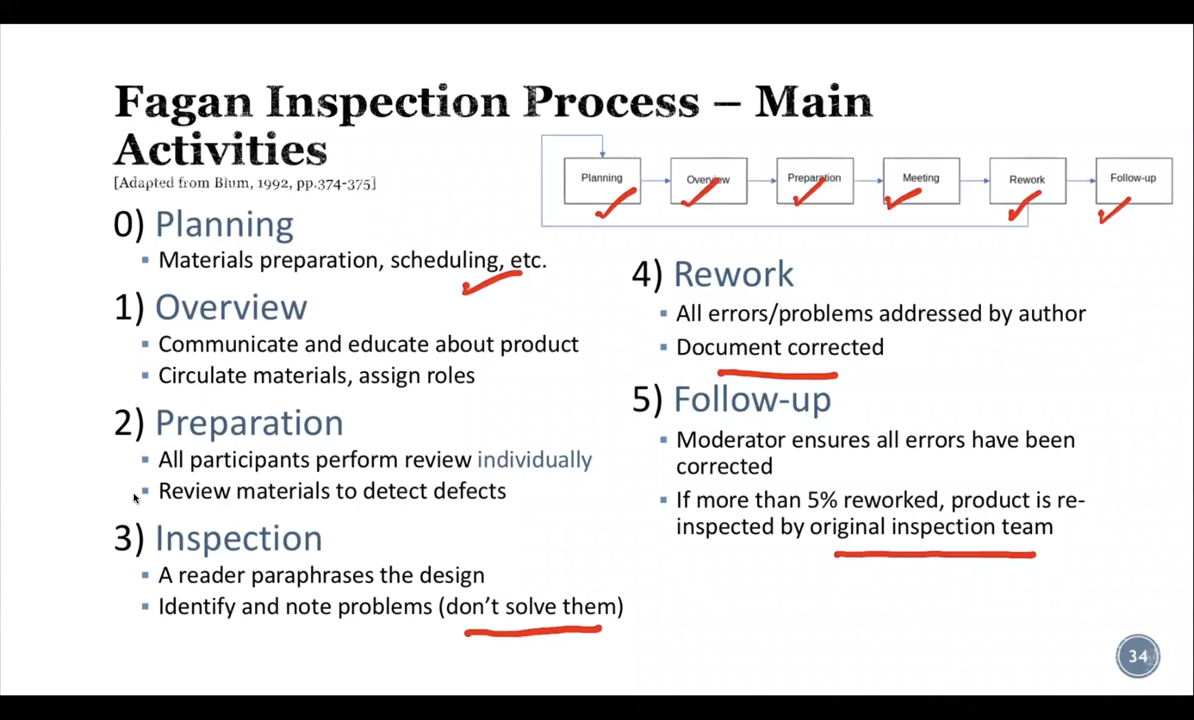 Fagan Inspection Process – Main
Activities
[Adapted from Blum, 1992, pp.374-375]
Planning
Overview
Preparation
Meeting
Rework
Follow-up
0) Planning
▪ Materials preparation, scheduling, etc.
1) Overview
▪ Communicate and educate about product
▪ Circulate materials, assign roles
2) Preparation
▪ All participants perform review individually
▪ Review materials to detect defects
3) Inspection
▪ A reader paraphrases the design
▪ Identify and note problems (don’t solve them)
4) Rework
▪ All errors/problems addressed by author
▪ Document corrected
5) Follow-up
▪ Moderator ensures all errors have been
corrected
▪ If more than 5% reworked, product is re-
inspected by original inspection team
34